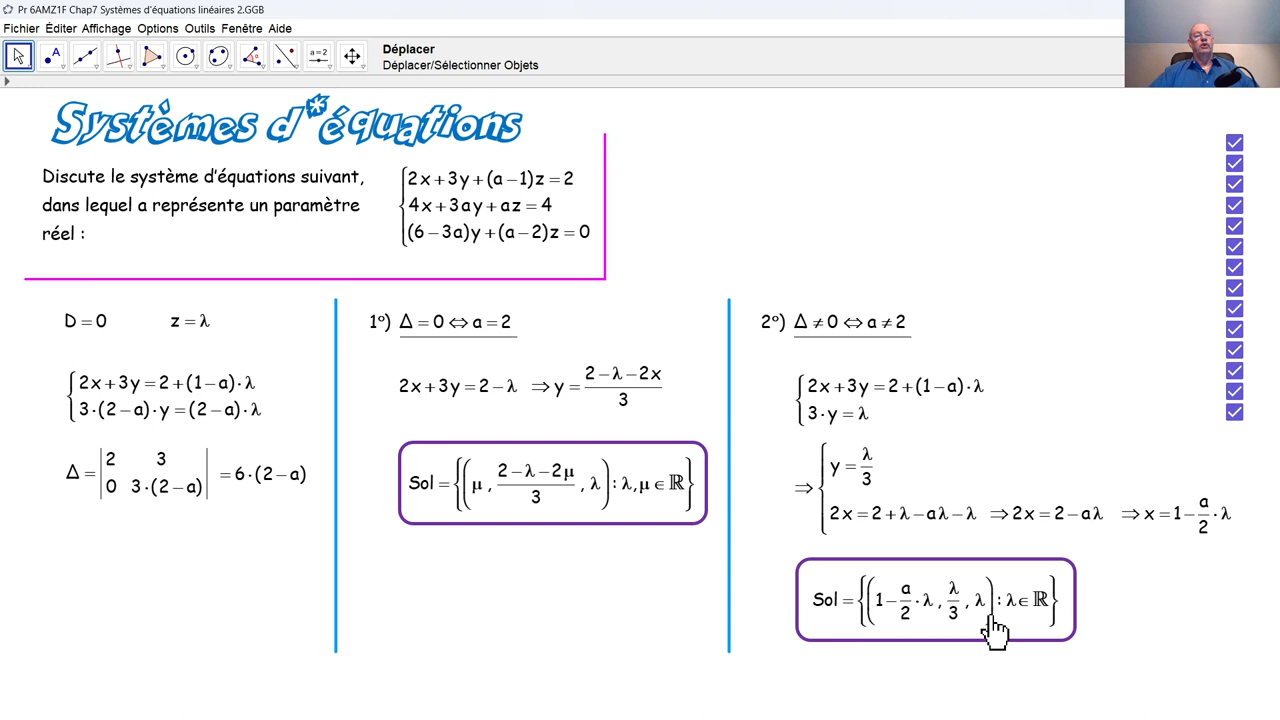 Pr 6AMZ1F Chap7 Systèmes d'équations linéaires 2.GGB
Fichier Éditer Affichage Options Outils Fenêtre Aide
A
a=2
Déplacer
Déplacer/Sélectionner Objets
Systèmes d'équations
Discute le système d'équations suivant,
dans lequel a représente un paramètre
réel :
{2x+3y+(a−1)z=2
4x+3ay+az=4
(6−3a)y+(a−2)z=0
D=0 z=λ
{2x+3y=2+(1−a)·λ
3·(2−a)·y=(2−a)·λ
Δ=|2 3
0 3·(2−a)| =6·(2−a)
1º) Δ=0⇔a=2
2x+3y=2−λ ⇒y=(2−λ−2x)/3
Sol={(μ, (2−λ−2μ)/3, λ):λ,μ∈ℝ}
2º) Δ≠0⇔a≠2
{2x+3y=2+(1−a)·λ
3·y=λ
⇒{y=λ/3
2x=2+λ−aλ−λ ⇒2x=2−aλ ⇒x=1−a/2·λ
Sol={(1−a/2·λ, λ/3, λ):λ∈ℝ}